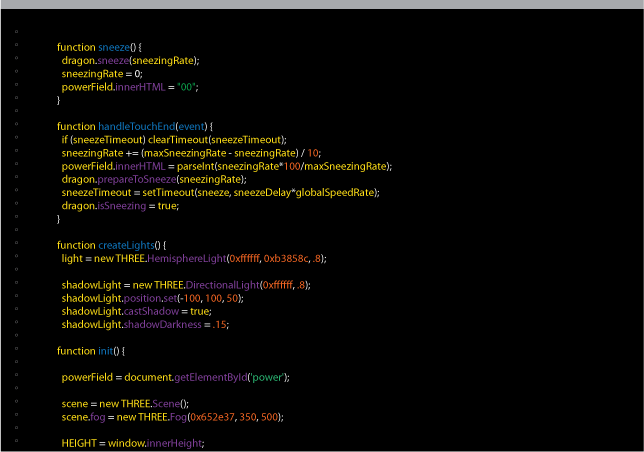 function sneeze() {
dragon.sneeze(sneezingRate);
sneezingRate = 0;
powerField.innerHTML = "00";
}
function handleTouchEnd(event) {
if (sneezeTimeout) clearTimeout(sneezeTimeout);
sneezingRate += (maxSneezingRate - sneezingRate) / 10;
powerField.innerHTML = parseInt(sneezingRate*100/maxSneezingRate);
dragon.prepareToSneeze(sneezingRate);
sneezeTimeout = setTimeout(sneeze, sneezeDelay*globalSpeedRate);
dragon.isSneezing = true;
}
function createLights() {
light = new THREE.HemisphereLight(0xffffff, 0xb3858c, .8);
shadowLight = new THREE.DirectionalLight(0xffffff, .8);
shadowLight.position.set(-100, 100, 50);
shadowLight.castShadow = true;
shadowLight.shadowDarkness = .15;
function init() {
powerField = document.getElementById('power');
scene = new THREE.Scene();
scene.fog = new THREE.Fog(0x652e37, 350, 500);
HEIGHT = window.innerHeight;